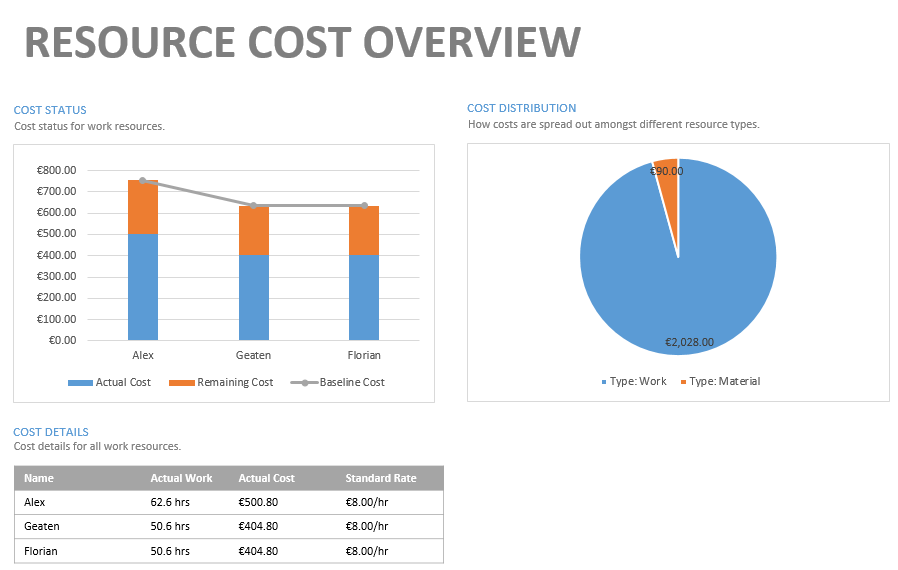 RESOURCE COST OVERVIEW
COST STATUS
Cost status for work resources.
€800.00
€700.00
€600.00
€500.00
€400.00
€300.00
€200.00
€100.00
€0.00
Alex Geaten Florian
Actual Cost Remaining Cost Baseline Cost
COST DISTRIBUTION
How costs are spread out amongst different resource types.
€90.00
€2,028.00
Type: Work Type: Material
COST DETAILS
Cost details for all work resources.
Name Actual Work Actual Cost Standard Rate
Alex 62.6 hrs €500.80 €8.00/hr
Geaten 50.6 hrs €404.80 €8.00/hr
Florian 50.6 hrs €404.80 €8.00/hr